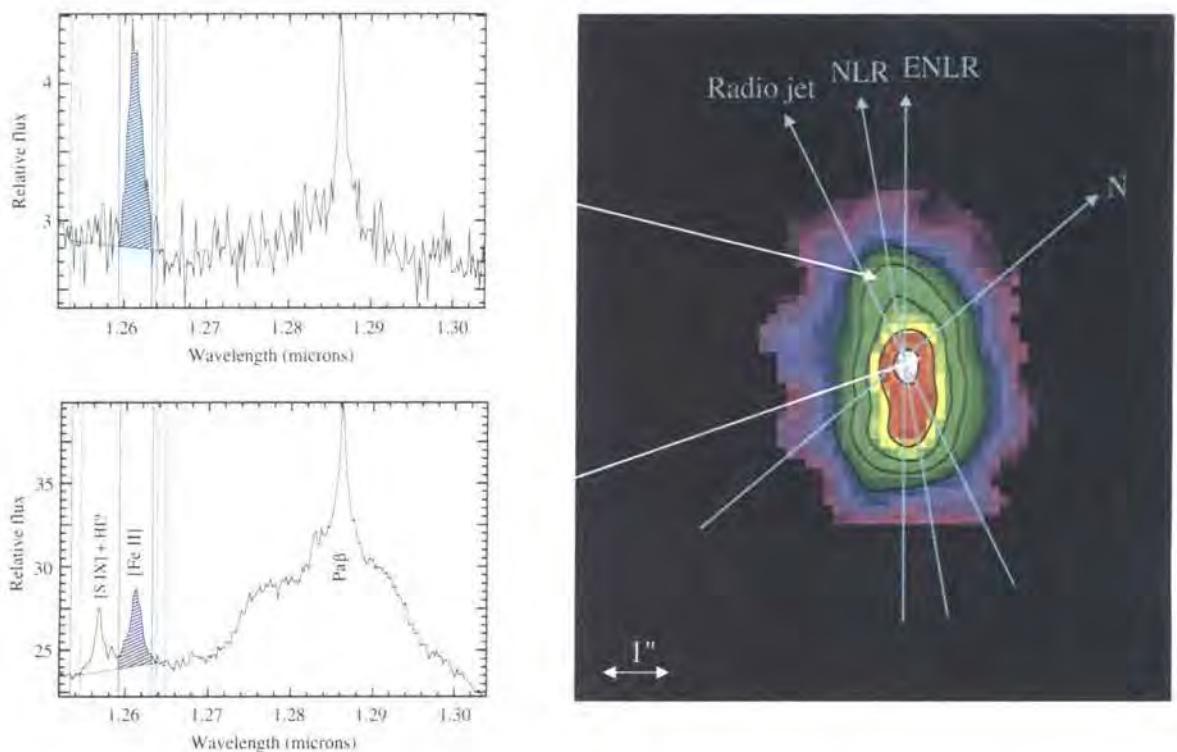 4
3
Relative flux
1.26 1.27 1.28 1.29 1.30
Wavelength (microns)
35
30
25
Relative flux
[Fe II]
Paβ
1.26 1.27 1.28 1.29 1.30
Wavelength (microns)
Radio jet
NLR
ENLR
N
1"